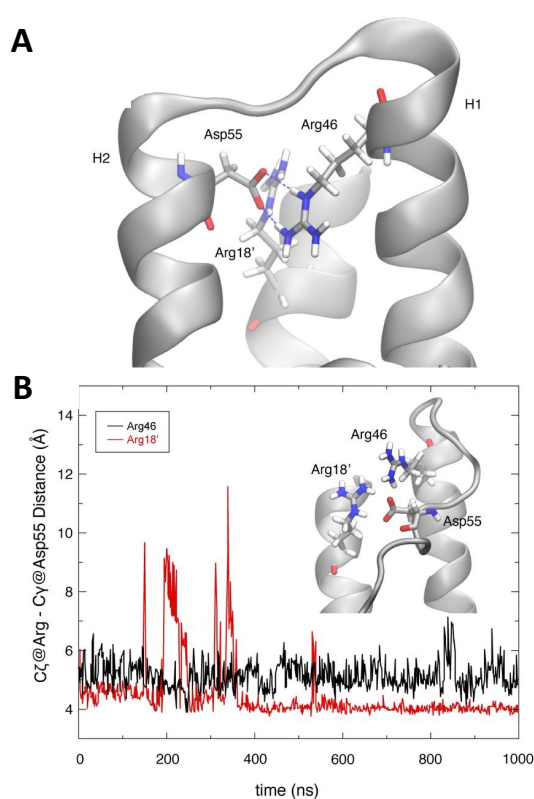 A
H1
Arg46
Asp55
H2
Arg18'
B
Cζ@Arg - Cγ@Asp55 Distance (Å)
14
12
10
8
6
4
Arg46
Arg18'
Arg46
Arg18'
Asp55
0 200 400 600 800 1000
time (ns)